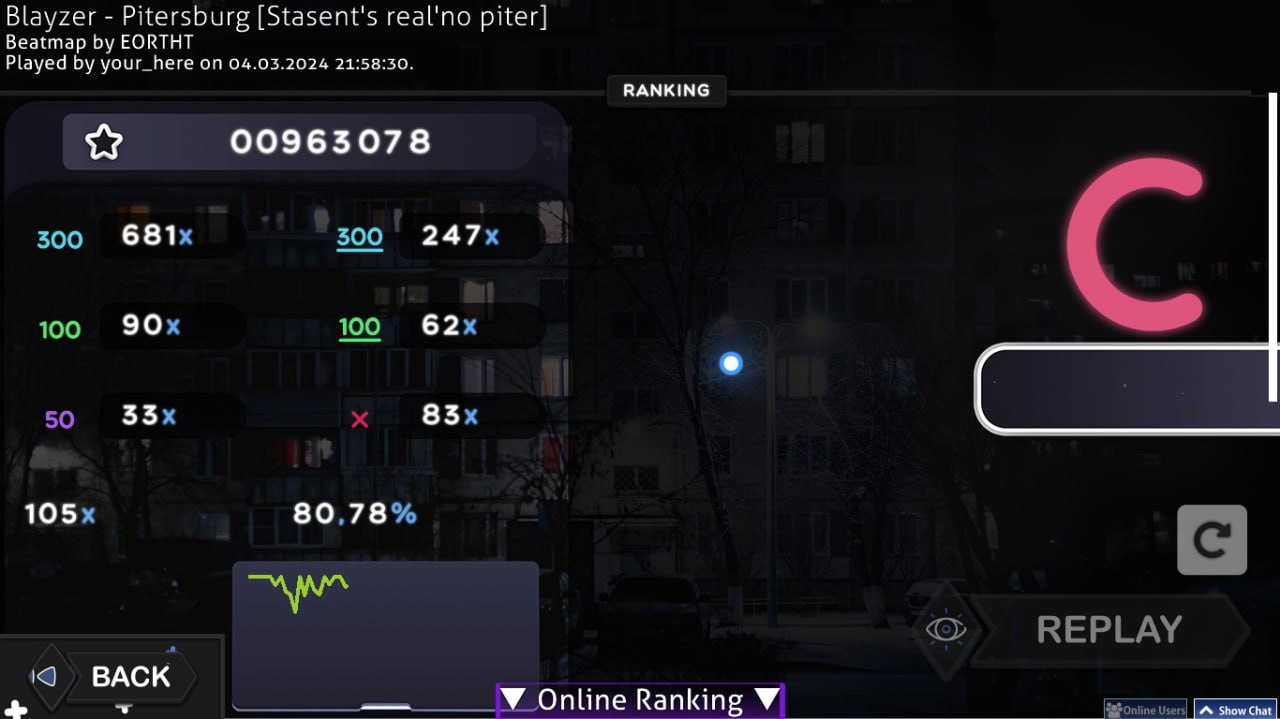 Blayzer - Pitersburg [Stasent's real'no piter]
Beatmap by EORTHT
Played by your_here on 04.03.2024 21:58:30.
RANKING
00963078
300 681x 300 247x
100 90x 100 62x
50 33x X 83x
105x 80,78%
C
REPLAY
BACK
Online Ranking
Online Users
Show Chat